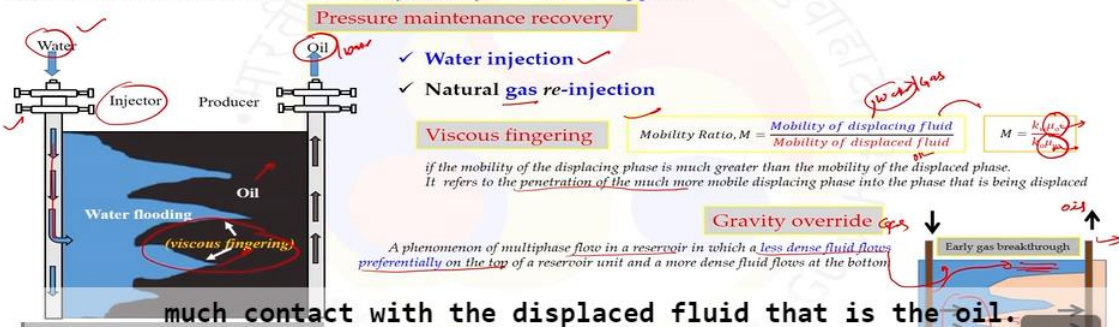 Pressure maintenance recovery
Water
Oil
✓ Water injection
✓ Natural gas re-injection
Injector
Producer
Viscous fingering
Mobility Ratio, M = Mobility of displacing fluid / Mobility of displaced fluid
if the mobility of the displacing phase is much greater than the mobility of the displaced phase.
It refers to the penetration of the much more mobile displacing phase into the phase that is being displaced
Oil
Water flooding
(viscous fingering)
Gravity override
Gas
oil
A phenomenon of multiphase flow in a reservoir in which a less dense fluid flows
preferentially on the top of a reservoir unit and a more dense fluid flows at the bottom
Early gas breakthrough
much contact with the displaced fluid that is the oil.